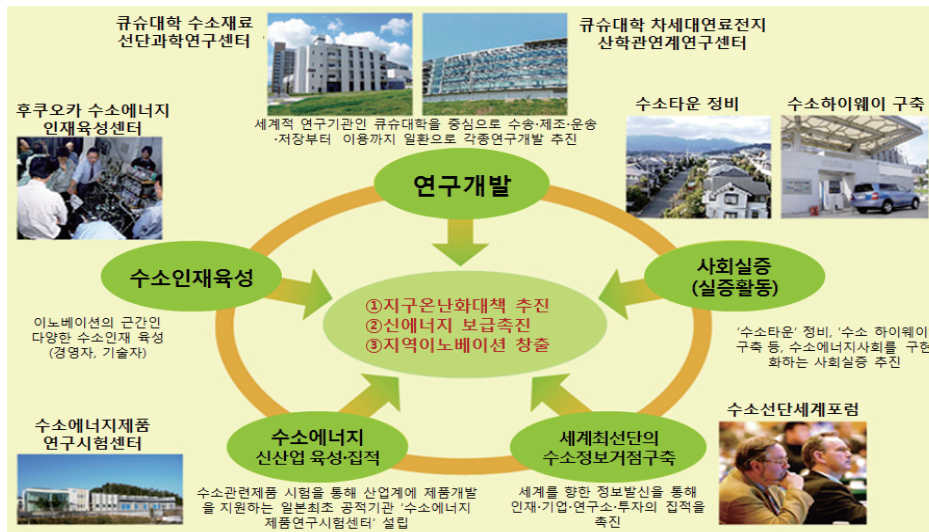 큐슈대학 수소재료
선단과학연구센터
큐슈대학 차세대연료전지
산학관연계연구센터
후쿠오카 수소에너지
인재육성센터
세계적 연구기관인 큐슈대학을 중심으로 수송·제조·운송
·저장부터 이용까지 일환으로 각종연구개발 추진
수소타운 정비
수소하이웨이 구축
연구개발
수소인재육성
사회실증
(실증활동)
①지구온난화대책 추진
②신에너지 보급촉진
③지역이노베이션 창출
이노베이션의 근간인
다양한 수소인재 육성
(경영자, 기술자)
'수소타운' 정비, '수소 하이웨이'
구축 등, 수소에너지사회를 구현
화하는 사회실증 추진
수소에너지제품
연구시험센터
수소에너지
신산업 육성·집적
세계최선단의
수소정보거점구축
수소선단세계포럼
수소관련제품 시험을 통해 산업계에 제품개발
을 지원하는 일본최초 공적기관 '수소에너지
제품연구시험센터' 설립
세계를 향한 정보발신을 통해
인재·기업·연구소·투자의 집적을
촉진